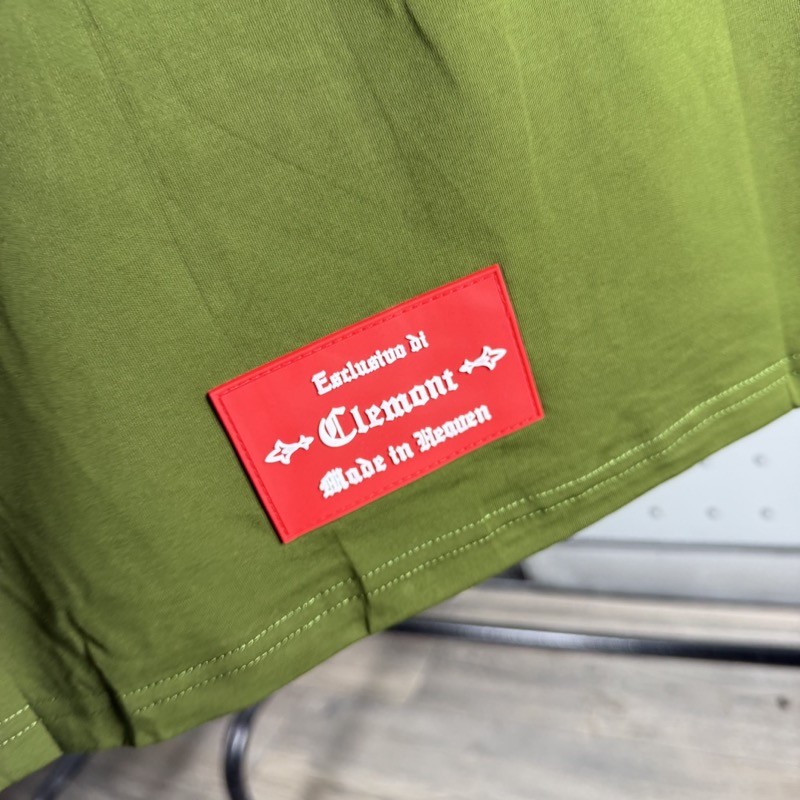 Esclusivo di
Clemont
Made in Heaven